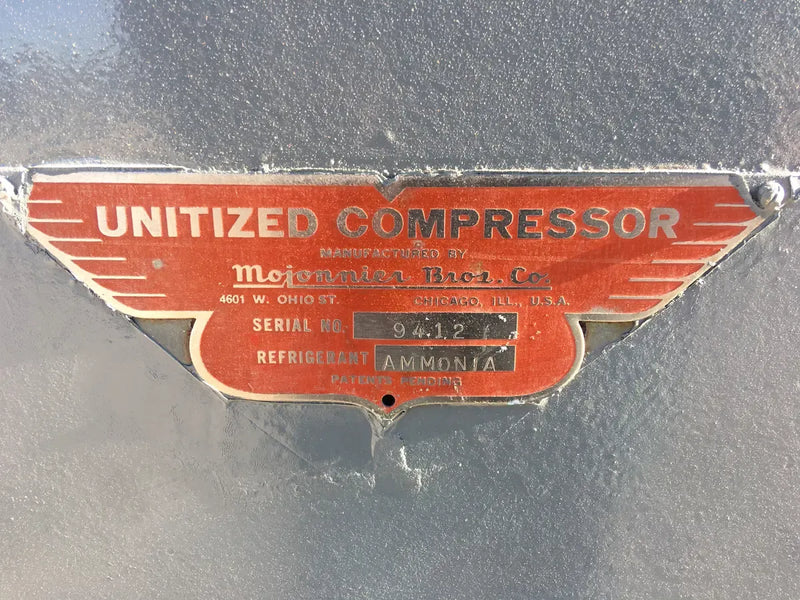 UNITIZED COMPRESSOR
MANUFACTURED BY
Mojonnier Bros. Co.
4601 W. OHIO ST. CHICAGO, ILL., U.S.A.
SERIAL NO. 9412
REFRIGERANT AMMONIA
PATENTS PENDING